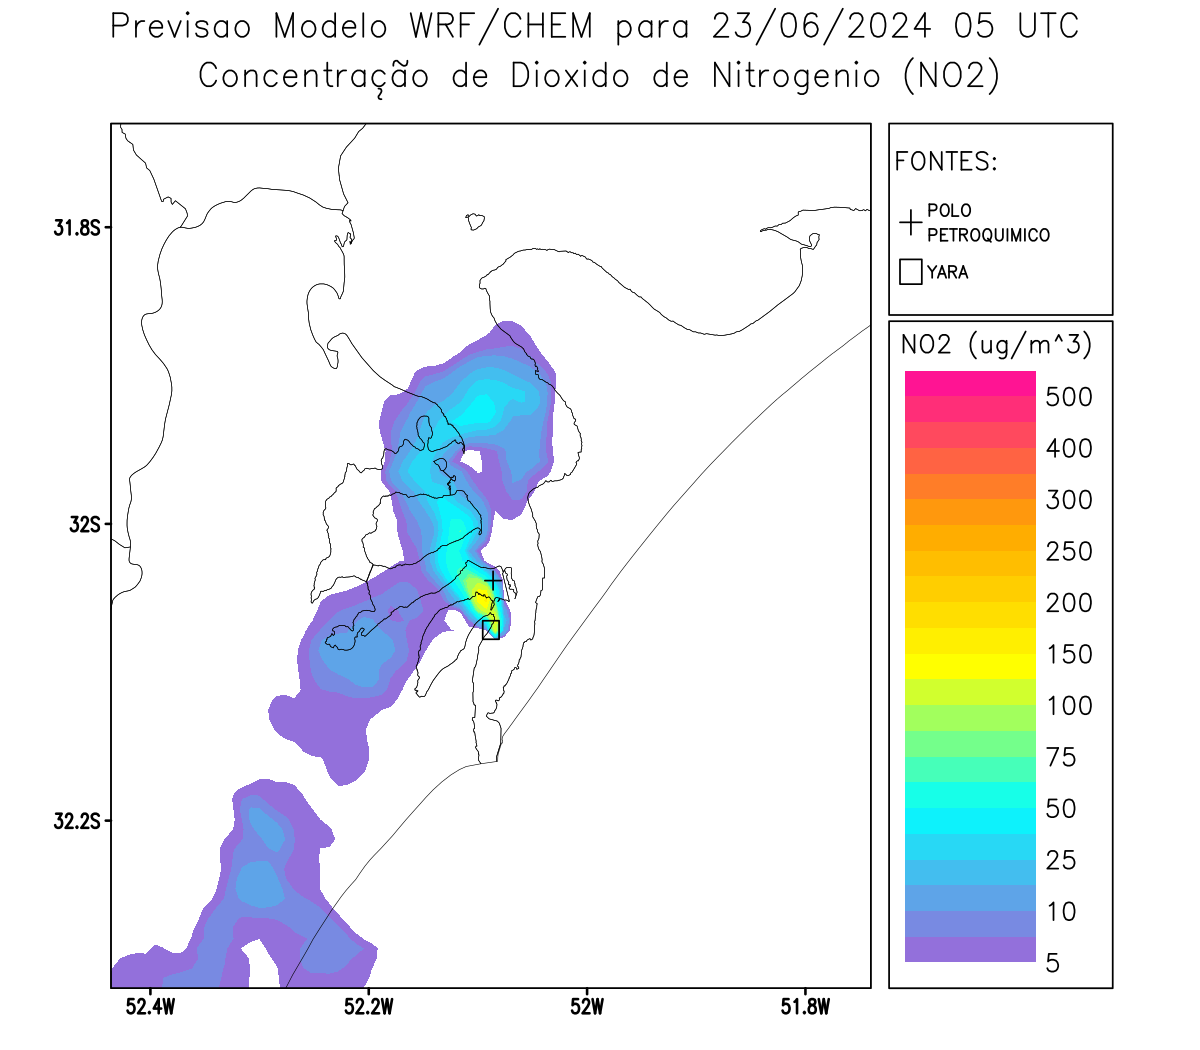 Previsao Modelo WRF/CHEM para 23/06/2024 05 UTC
Concentração de Dioxido de Nitrogenio (NO2)
FONTES:
POLO
PETROQUIMICO
YARA
NO2 (ug/m^3)
500
400
300
250
200
150
100
75
50
25
10
5
31.8S
32S
32.2S
52.4W
52.2W
52W
51.8W